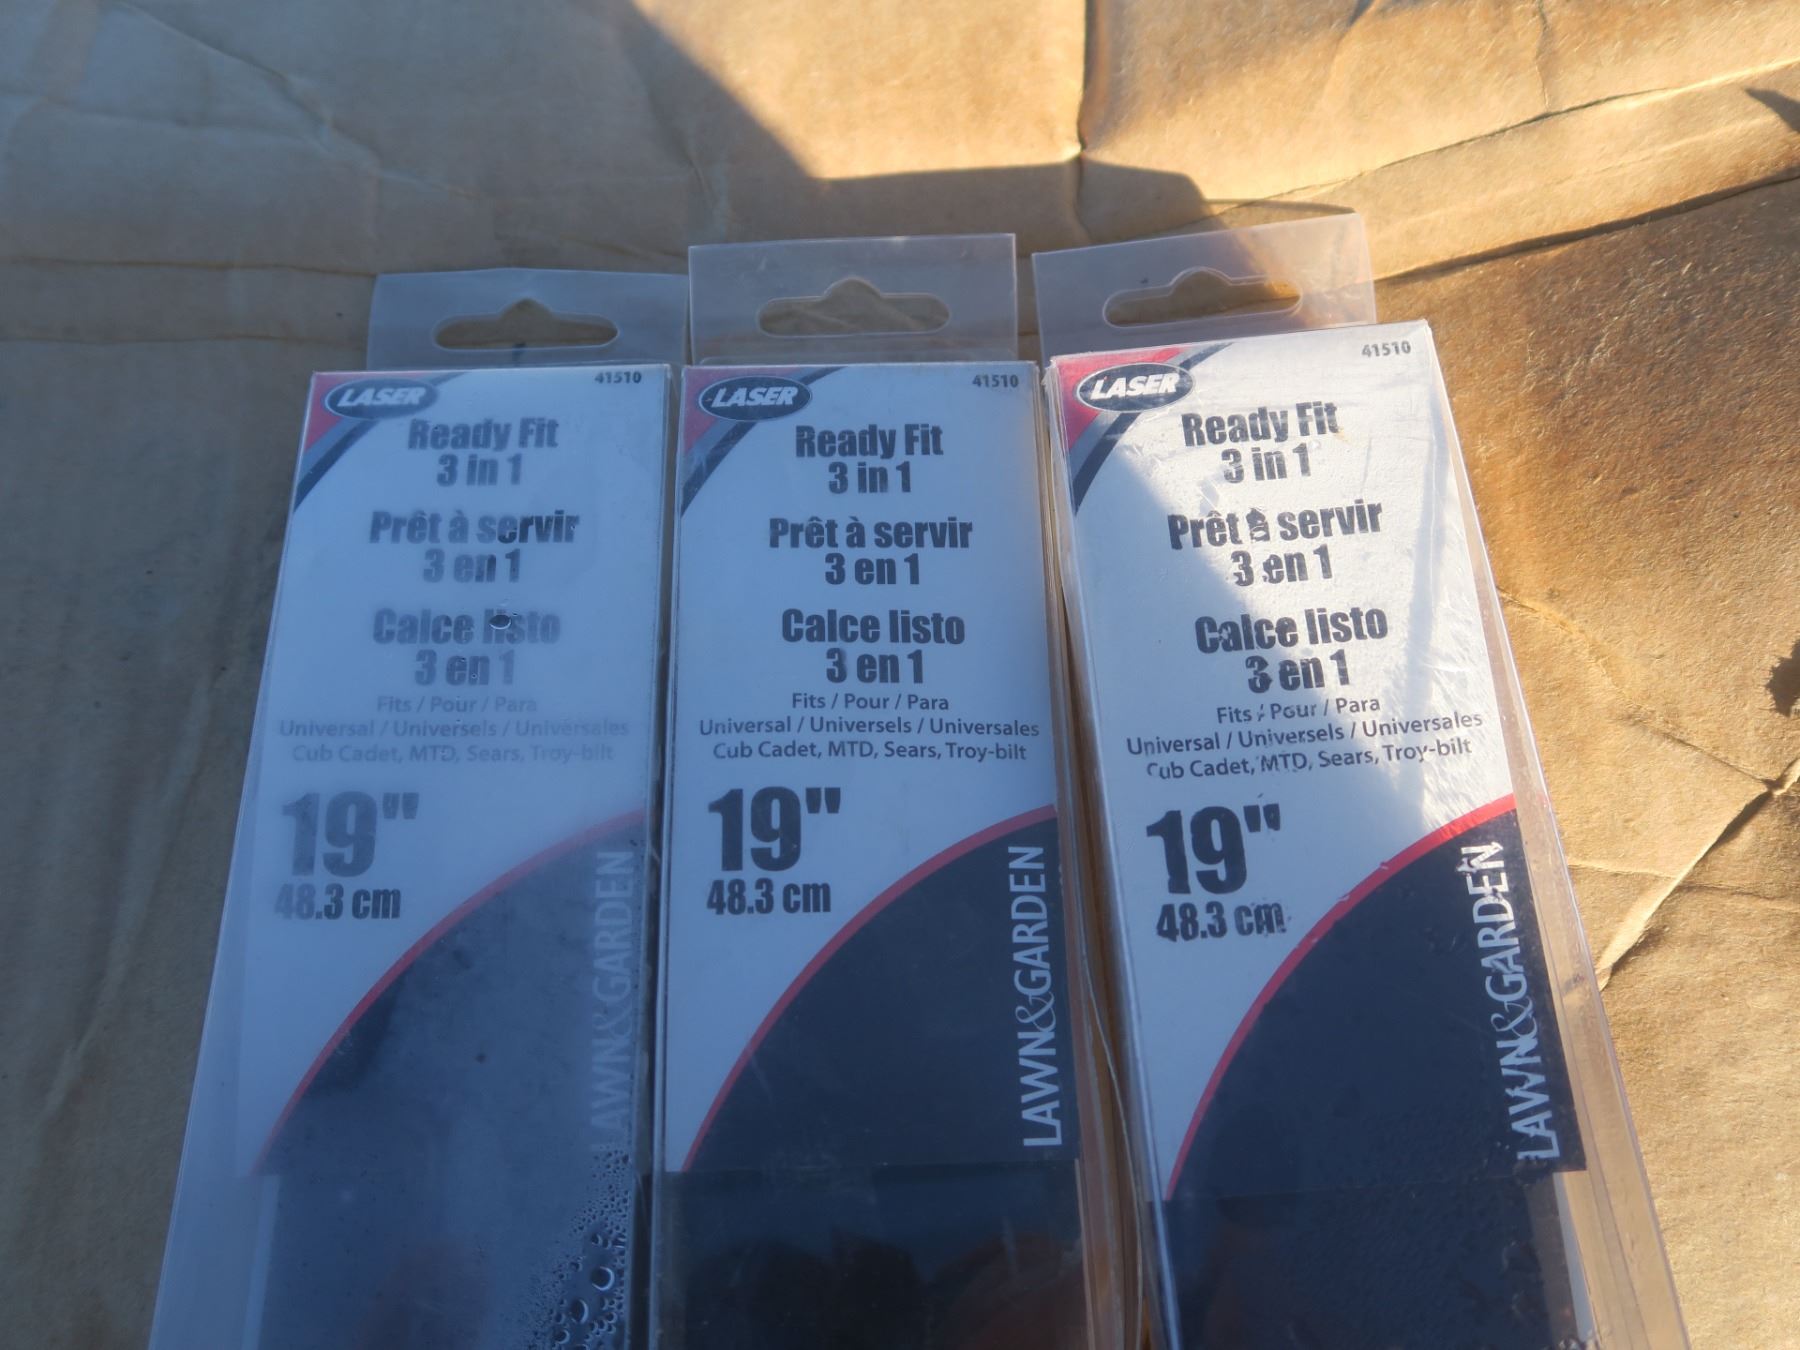 LASER
41510
Ready Fit
3 in 1
Prêt à servir
3 en 1
Calce listo
3 en 1
Fits / Pour / Para
Universal / Universels / Universales
Cub Cadet, MTD, Sears, Troy-bilt
19"
48.3 cm
LAWN&GARDEN
LASER
41510
Ready Fit
3 in 1
Prêt à servir
3 en 1
Calce listo
3 en 1
Fits / Pour / Para
Universal / Universels / Universales
Cub Cadet, MTD, Sears, Troy-bilt
19"
48.3 cm
LAWN&GARDEN
LASER
41510
Ready Fit
3 in 1
Prêt à servir
3 en 1
Calce listo
3 en 1
Fits / Pour / Para
Universal / Universels / Universales
Cub Cadet, MTD, Sears, Troy-bilt
19"
48.3 cm
LAWN&GARDEN